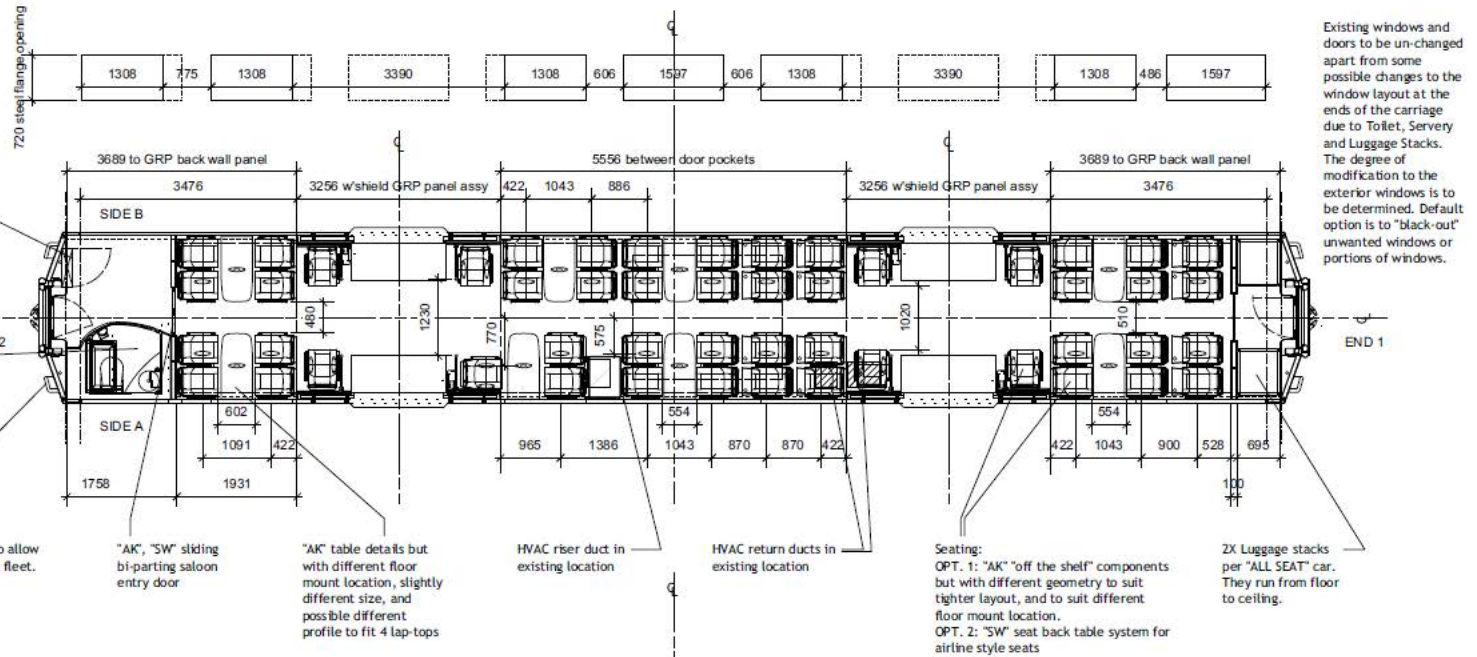 720 steel flange opening
1308
775
1308
3390
1308
606
1597
606
1308
3390
1308
486
1597
Existing windows and
doors to be un-changed
apart from some
possible changes to the
window layout at the
ends of the carriage
due to Toilet, Servery
and Luggage Stacks.
The degree of
modification to the
exterior windows is to
be determined. Default
option is to "black-out"
unwanted windows or
portions of windows.
3689 to GRP back wall panel
5556 between door pockets
3689 to GRP back wall panel
3476
3256 w'shield GRP panel assy
422
1043
886
3256 w'shield GRP panel assy
3476
SIDE B
480
1230
770
575
1020
510
2
END 1
SIDE A
602
554
554
1091
422
965
1386
1043
870
870
422
422
1043
900
528
695
1758
1931
100
o allow
fleet.
"AK", "SW" sliding
bi-parting saloon
entry door
"AK" table details but
with different floor
mount location, slightly
different size, and
possible different
profile to fit 4 lap-tops
HVAC riser duct in
existing location
HVAC return ducts in
existing location
Seating:
OPT. 1: "AK" "off the shelf" components
but with different geometry to suit
tighter layout, and to suit different
floor mount location.
OPT. 2: "SW" seat back table system for
airline style seats
2X Luggage stacks
per "ALL SEAT" car.
They run from floor
to ceiling.